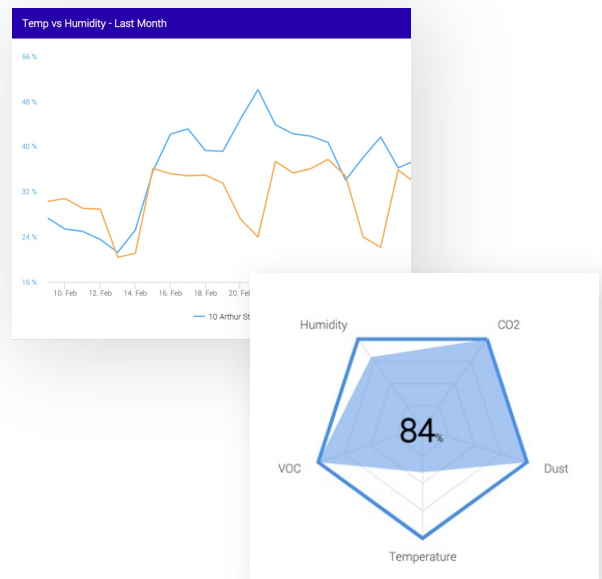 Temp vs Humidity - Last Month
56 %
48 %
40 %
32 %
24 %
16 %
10. Feb 12. Feb 14. Feb 16. Feb 18. Feb 20. Feb
10 Arthur St
Humidity
CO2
84%
VOC
Dust
Temperature